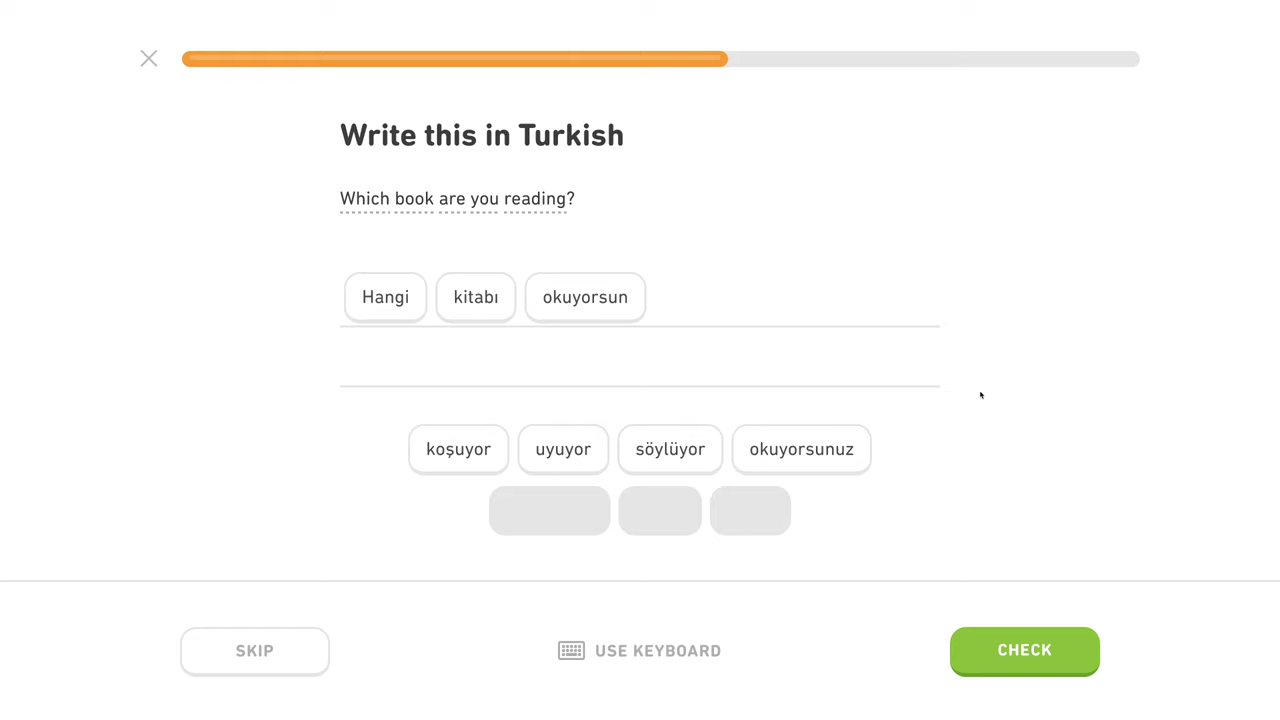 Write this in Turkish
Which book are you reading?
Hangi kitabı okuyorsun
koşuyor uyuyor söylüyor okuyorsunuz
SKIP USE KEYBOARD CHECK